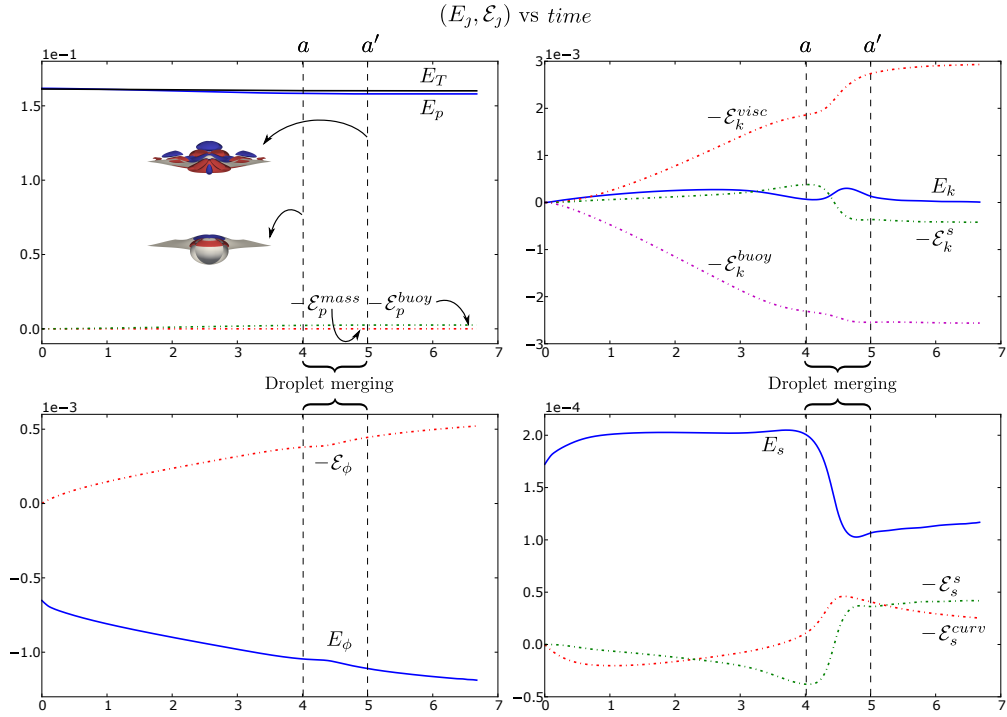 (E_j, ℰ_j) vs time
a a′ a a′
1e−1
E_T
E_p
−ℰ_p^{mass} −ℰ_p^{buoy}
1.5
1.0
0.5
0.0
0 1 2 3 4 5 6 7
3 1e−3
−ℰ_k^{visc}
E_k
−ℰ_k^s
−ℰ_k^{buoy}
2
1
0
−1
−2
−3
0 1 2 3 4 5 6 7
Droplet merging
Droplet merging
1e−3
−ℰ_ϕ
E_ϕ
0.5
0.0
−0.5
−1.0
0 1 2 3 4 5 6 7
1e−4
E_s
−ℰ_s^s
−ℰ_s^{curv}
2.0
1.5
1.0
0.5
0.0
−0.5
0 1 2 3 4 5 6 7